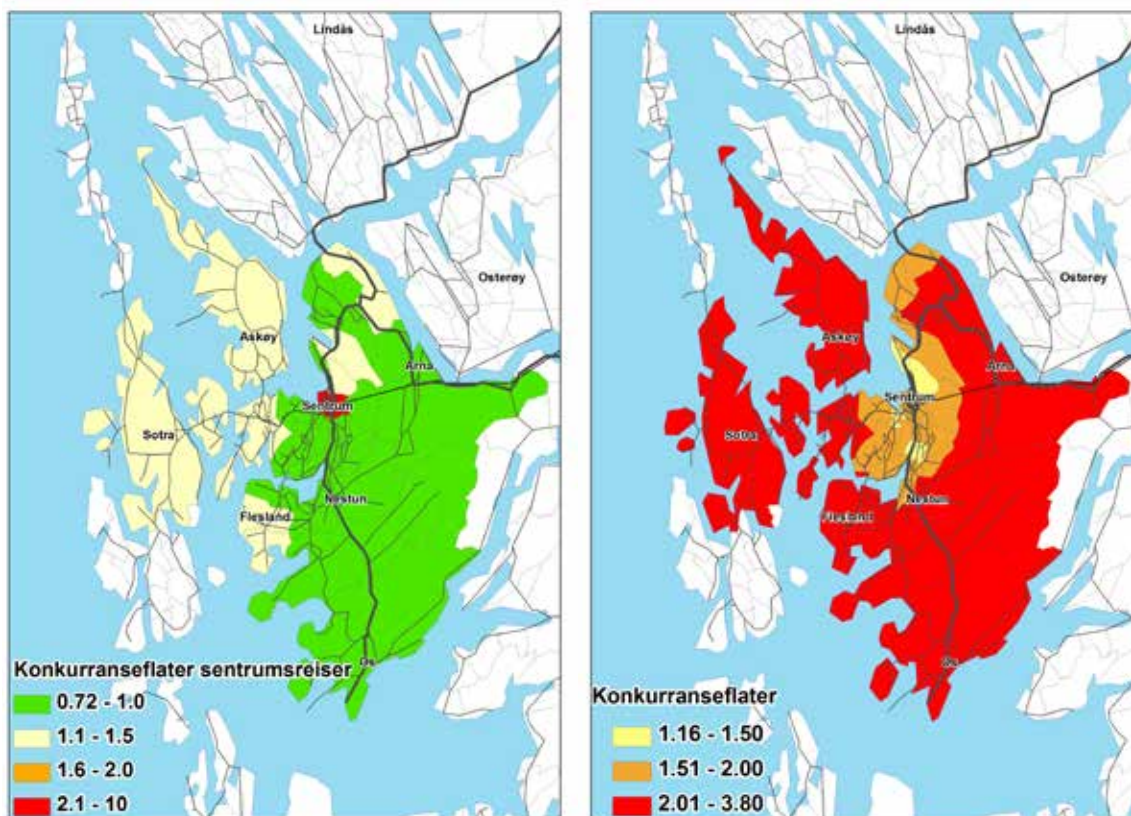 Lindås
Osterøy
Askøy
Arna
Sentrum
Sotra
Nestun
Flesland
Os
Konkurranseflater sentrumsreiser
0.72 - 1.0
1.1 - 1.5
1.6 - 2.0
2.1 - 10
Lindås
Osterøy
Askøy
Arna
Sentrum
Sotra
Nestun
Flesland
Os
Konkurranseflater
1.16 - 1.50
1.51 - 2.00
2.01 - 3.80